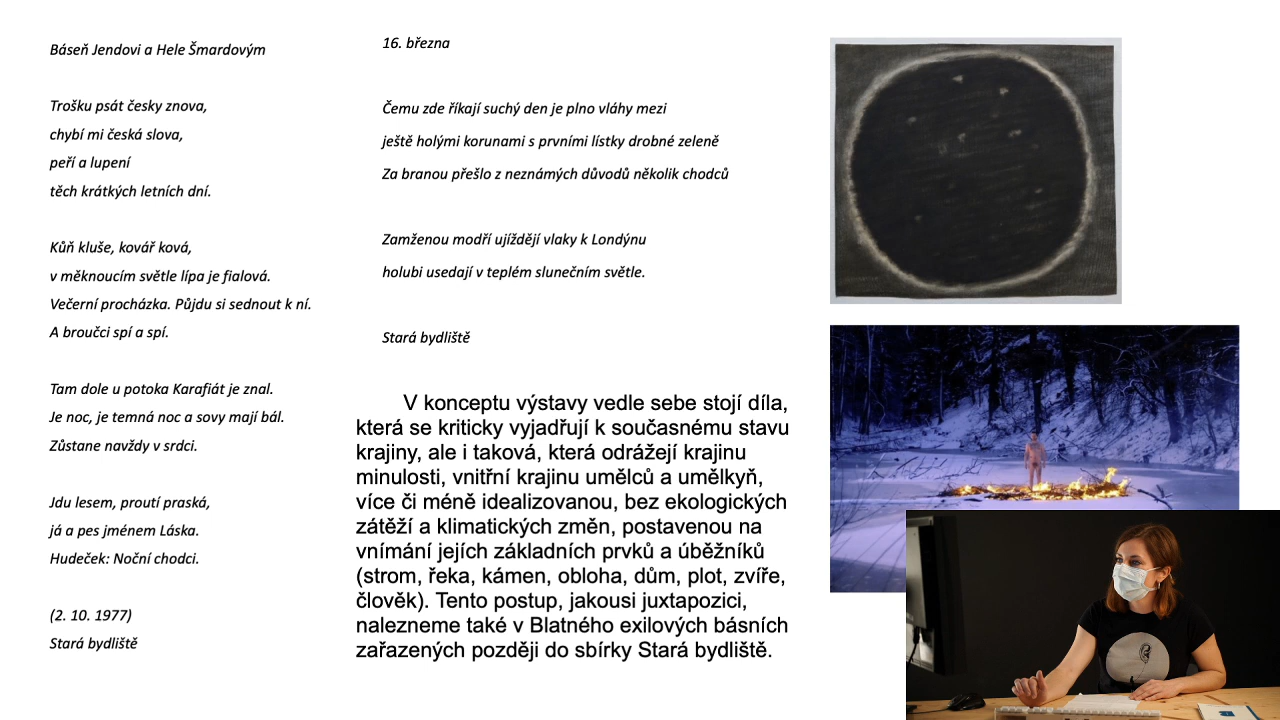 Báseň Jendovi a Hele Šmardovým
Trošku psát česky znova,
chybí mi česká slova,
peří a lupení
těch krátkých letních dní.
Kůň kluše, kovář ková,
v měknoucím světle lípa je fialová.
Večerní procházka. Půjdu si sednout k ní.
A broučci spí a spí.
Tam dole u potoka Karafiát je znal.
Je noc, je temná noc a sovy mají bál.
Zůstane navždy v srdci.
Jdu lesem, proutí praská,
já a pes jménem Láska.
Hudeček: Noční chodci.
(2. 10. 1977)
Stará bydliště
16. března
Čemu zde říkají suchý den je plno vláhy mezi
ještě holými korunami s prvními lístky drobné zeleně
Za branou přešlo z neznámých důvodů několik chodců
Zamženou modří ujíždějí vlaky k Londýnu
holubi usedají v teplém slunečním světle.
Stará bydliště
V konceptu výstavy vedle sebe stojí díla,
která se kriticky vyjadřují k současnému stavu
krajiny, ale i taková, která odrážejí krajinu
minulosti, vnitřní krajinu umělců a umělkyň,
více či méně idealizovanou, bez ekologických
zátěží a klimatických změn, postavenou na
vnímání jejích základních prvků a úběžníků
(strom, řeka, kámen, obloha, dům, plot, zvíře,
člověk). Tento postup, jakousi juxtapozici,
nalezneme také v Blatného exilových básních
zařazených později do sbírky Stará bydliště.